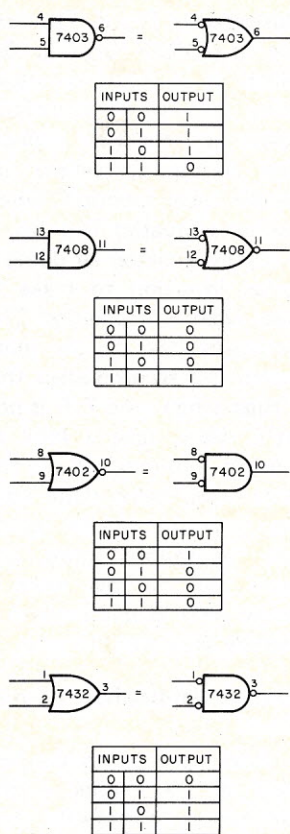 4 7403 6 = 4 7403 6
5 5
INPUTS OUTPUT
0 0 1
0 1 1
1 0 1
1 1 0
13 7408 11 = 13 7408 11
12 12
INPUTS OUTPUT
0 0 0
0 1 0
1 0 0
1 1 1
8 7402 10 = 8 7402 10
9 9
INPUTS OUTPUT
0 0 1
0 1 0
1 0 0
1 1 0
1 7432 3 = 1 7432 3
2 2
INPUTS OUTPUT
0 0 0
0 1 1
1 0 1
1 1 1